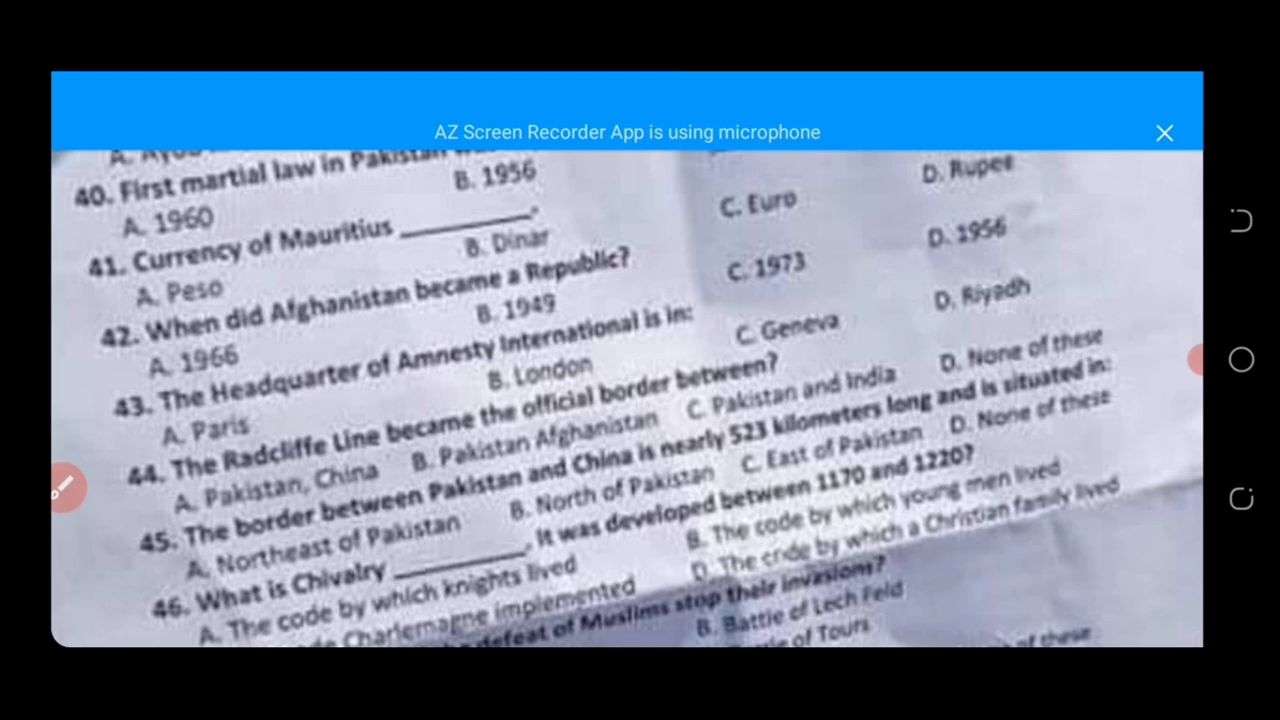 AZ Screen Recorder App is using microphone
40. First martial law in Pakistan
A. 1960 B. 1956
41. Currency of Mauritius ________.
A. Peso B. Dinar C. Euro D. Rupee
42. When did Afghanistan became a Republic?
A. 1966 B. 1949 C. 1973 D. 1956
43. The Headquarter of Amnesty International is in:
A. Paris B. London C. Geneva D. Riyadh
44. The Radcliffe Line became the official border between?
A. Pakistan, China B. Pakistan Afghanistan C. Pakistan and India D. None of these
45. The border between Pakistan and China is nearly 523 kilometers long and is situated in:
A. Northeast of Pakistan B. North of Pakistan C. East of Pakistan D. None of these
46. What is Chivalry ________. It was developed between 1170 and 1220?
A. The code by which knights lived B. The code by which young men lived
Charlemagne implemented D. The code by which a Christian family lived
defeat of Muslims stop their invasions?
B. Battle of Lech Feld
of Tours
of these